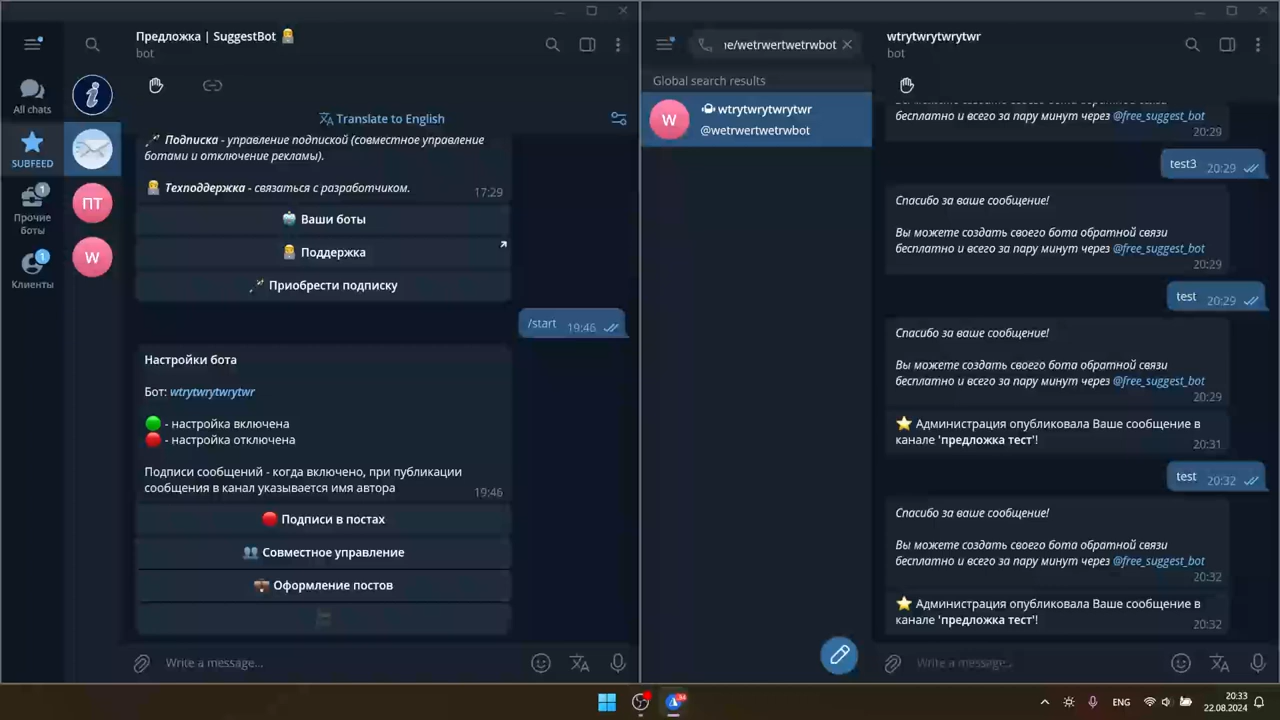 Предложка | SuggestBot
bot
All chats
SUBFEED
1
Прочие
боты
1
Клиенты
ПТ
W
Translate to English
Подписка - управление подпиской (совместное управление
ботами и отключение рекламы).
Техподдержка - связаться с разработчиком.
17:29
Ваши боты
Поддержка
Приобрести подписку
/start 19:46
Настройки бота
Бот: wtrytwrytwrytwr
- настройка включена
- настройка отключена
Подписи сообщений - когда включено, при публикации
сообщения в канал указывается имя автора
19:46
Подписи в постах
Совместное управление
Оформление постов
Write a message...
e/wetrwertwetrwbot
Global search results
W
wtrytwrytwrytwr
@wetrwertwetrwbot
wtrytwrytwrytwr
bot
бесплатно и всего за пару минут через @free_suggest_bot
20:29
test3 20:29
Спасибо за ваше сообщение!
Вы можете создать своего бота обратной связи
бесплатно и всего за пару минут через @free_suggest_bot
20:29
test 20:29
Спасибо за ваше сообщение!
Вы можете создать своего бота обратной связи
бесплатно и всего за пару минут через @free_suggest_bot
20:29
Администрация опубликовала Ваше сообщение в
канале 'предложка тест'!
20:31
test 20:32
Спасибо за ваше сообщение!
Вы можете создать своего бота обратной связи
бесплатно и всего за пару минут через @free_suggest_bot
20:32
Администрация опубликовала Ваше сообщение в
канале 'предложка тест'!
20:32
Write a message...
ENG
20:33
22.08.2024